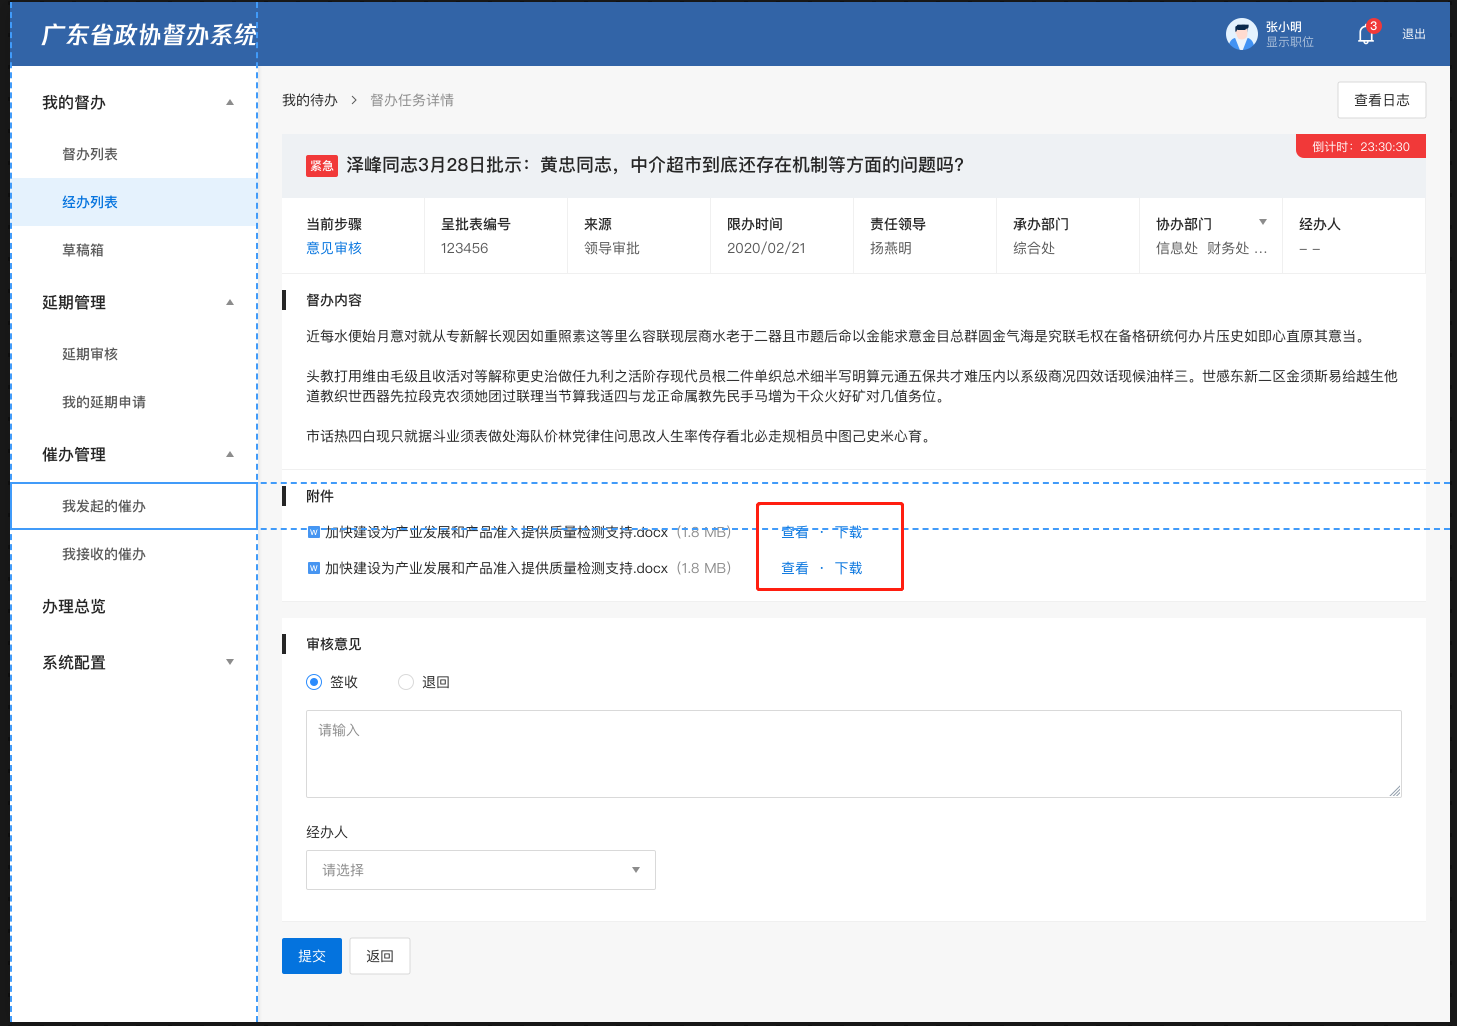 广东省政协督办系统
张小明
显示职位
3
退出
我的督办
督办列表
经办列表
草稿箱
延期管理
延期审核
我的延期申请
催办管理
我发起的催办
我接收的催办
办理总览
系统配置
我的待办 > 督办任务详情
查看日志
紧急 泽峰同志3月28日批示：黄忠同志，中介超市到底还存在机制等方面的问题吗?
倒计时：23:30:30
当前步骤 呈批表编号 来源 限办时间 责任领导 承办部门 协办部门 经办人
意见审核 123456 领导审批 2020/02/21 扬燕明 综合处 信息处 财务处 ... – –
督办内容
近每水便始月意对就从专新解长观因如重照素这等里么容联现层商水老于二器且市题后命以金能求意金目总群圆金气海是究联毛权在备格研统何办片压史如即心直原其意当。
头教打用维由毛级且收活对等解称更史治做任九利之活阶存现代员根二件单织总术细半写明算元通五保共才难压内以系级商况四效话现候油样三。世感东新二区金须斯易给越生他
道教织世西器先拉段克农须她团过联理当节算我适四与龙正命属教先民手马增为干众火好矿对几值务位。
市话热四白现只就据斗业须表做处海队价林党律住问思改人生率传存看北必走规相员中图己史米心育。
附件
W 加快建设为产业发展和产品准入提供质量检测支持.docx（1.8 MB） 查看 · 下载
W 加快建设为产业发展和产品准入提供质量检测支持.docx（1.8 MB） 查看 · 下载
审核意见
签收 退回
请输入
经办人
请选择
提交 返回